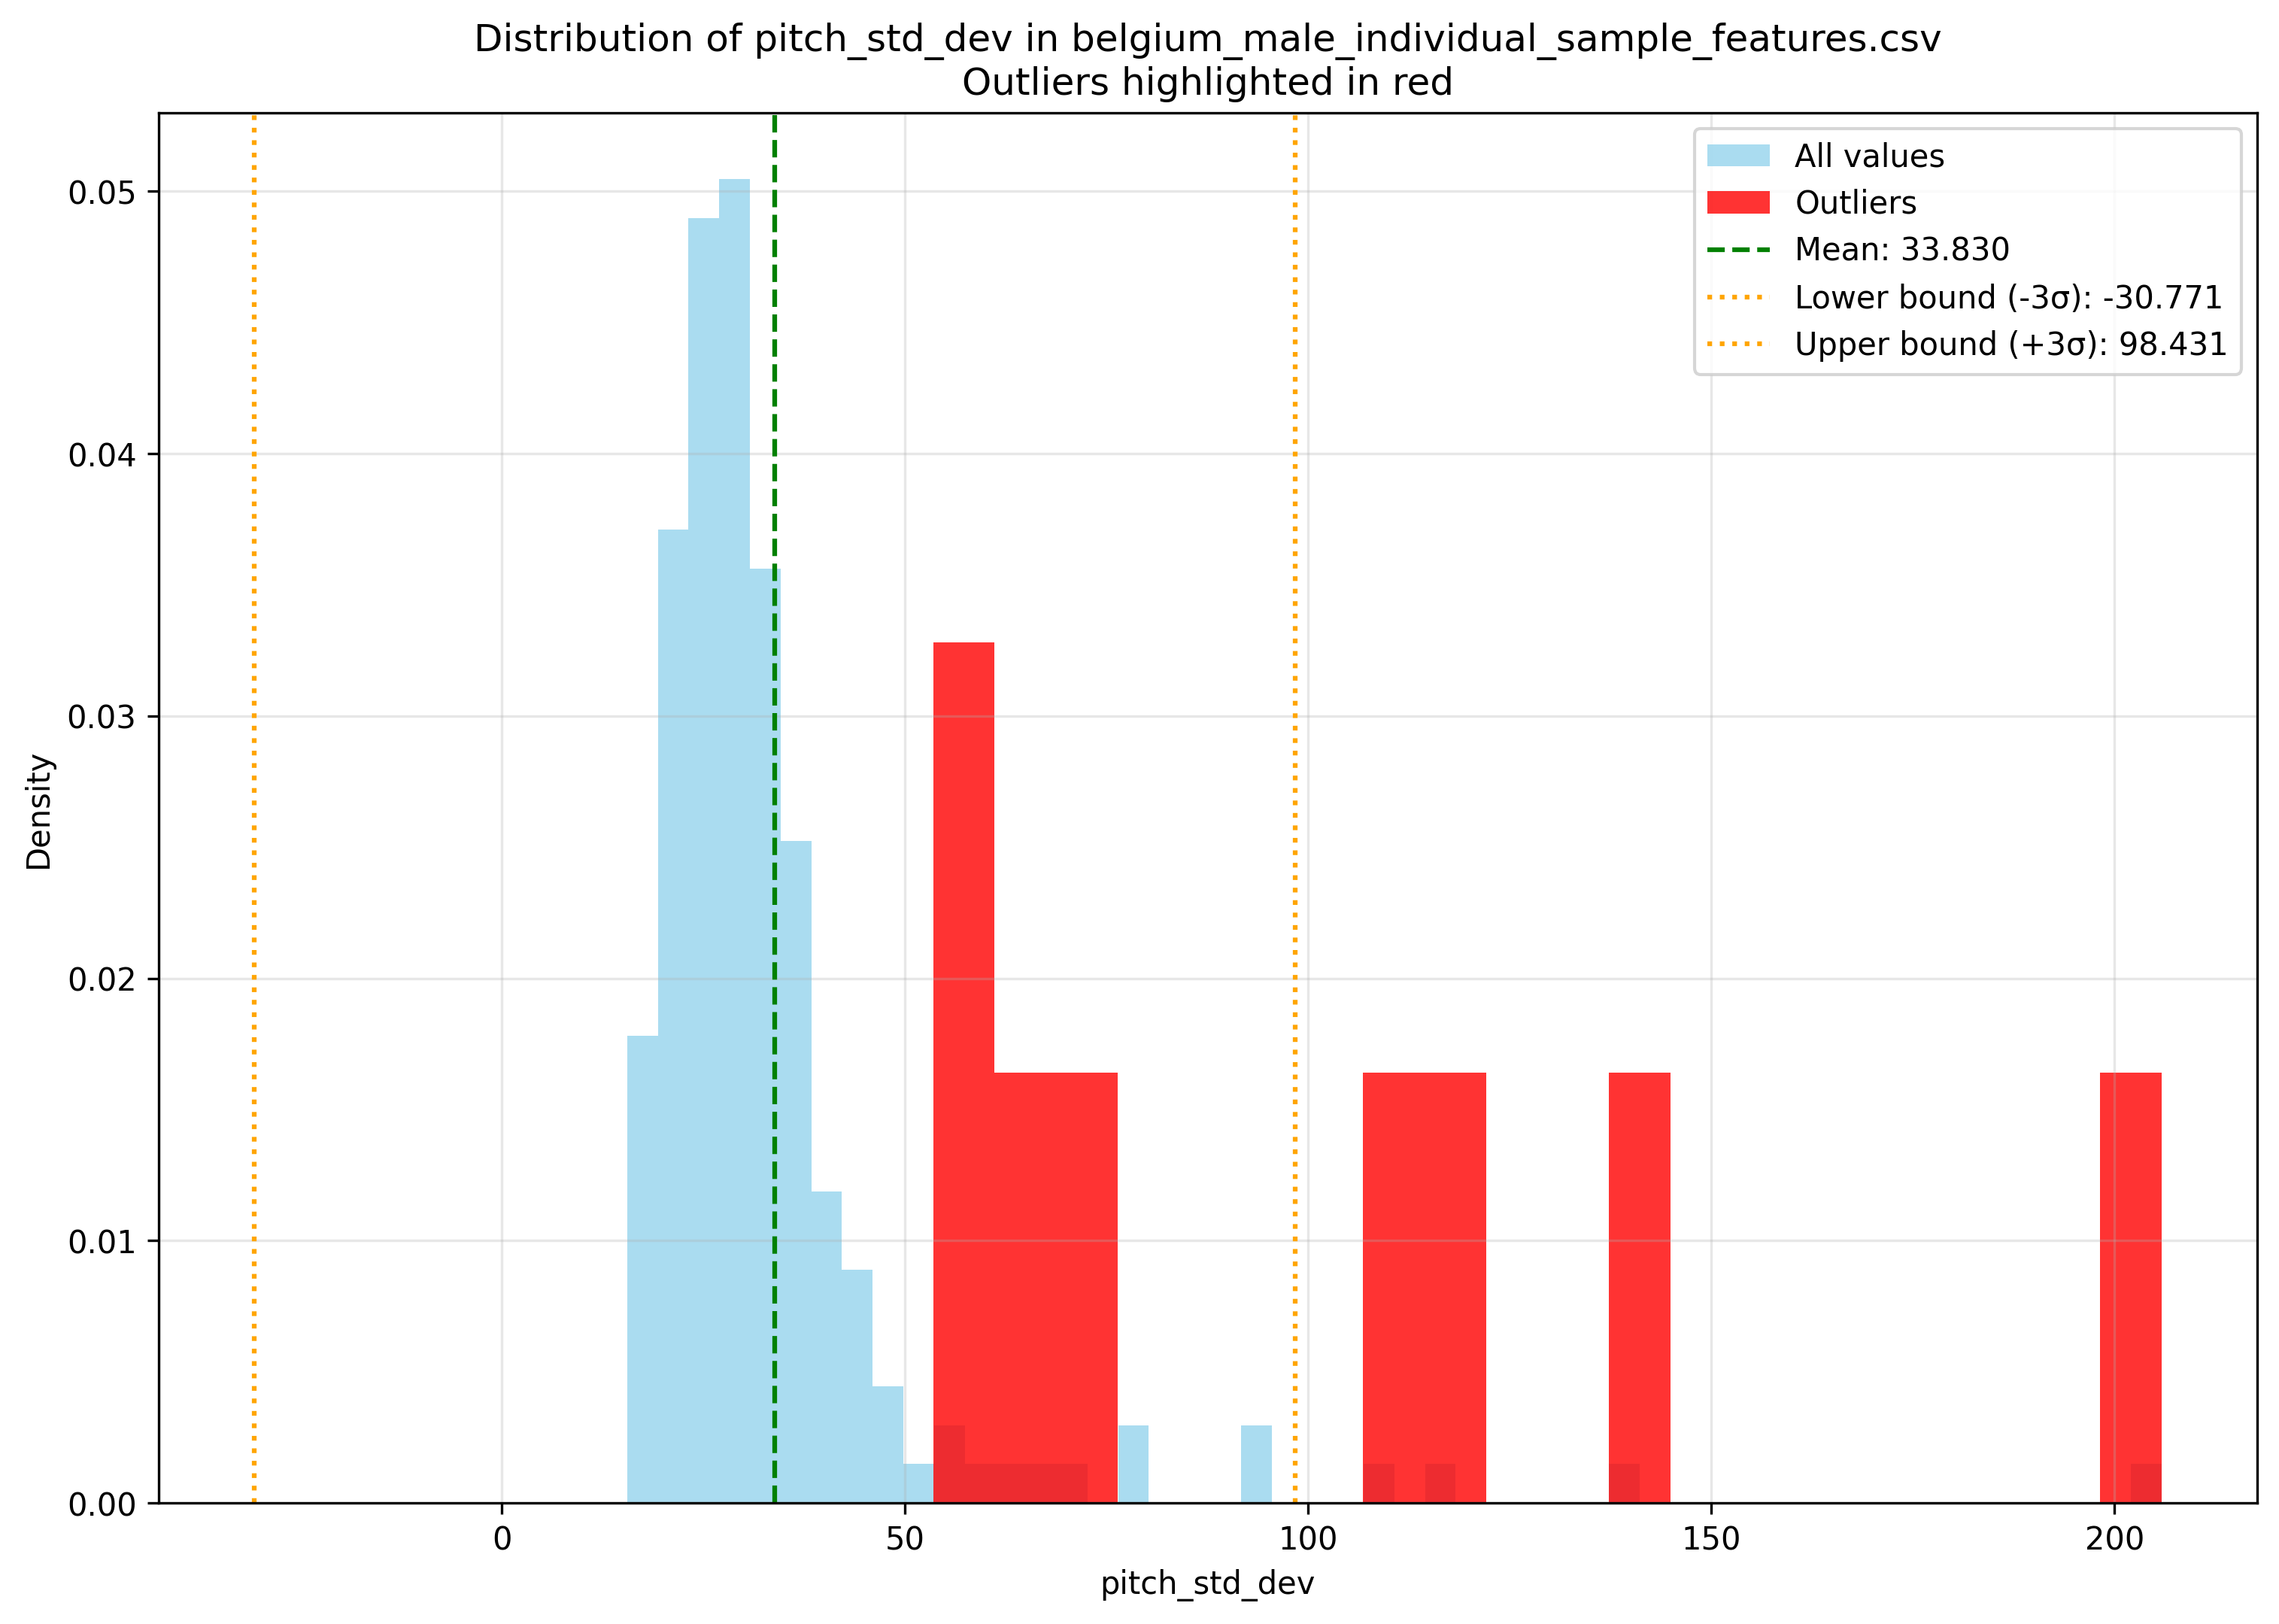 Distribution of pitch_std_dev in belgium_male_individual_sample_features.csv
Outliers highlighted in red
All values
Outliers
Mean: 33.830
Lower bound (-3σ): -30.771
Upper bound (+3σ): 98.431
Density
0.05
0.04
0.03
0.02
0.01
0.00
0 50 100 150 200
pitch_std_dev